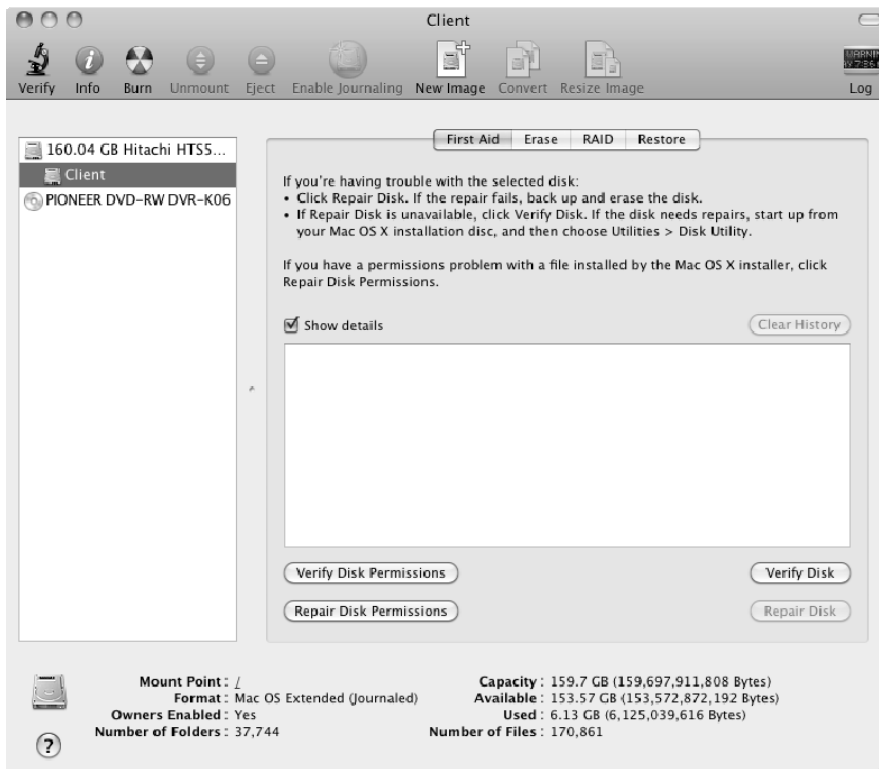 Client
Verify Info Burn Unmount Eject Enable Journaling New Image Convert Resize Image Log
160.04 GB Hitachi HTS5...
Client
PIONEER DVD-RW DVR-K06
First Aid Erase RAID Restore
If you're having trouble with the selected disk:
• Click Repair Disk. If the repair fails, back up and erase the disk.
• If Repair Disk is unavailable, click Verify Disk. If the disk needs repairs, start up from
your Mac OS X installation disc, and then choose Utilities > Disk Utility.
If you have a permissions problem with a file installed by the Mac OS X installer, click
Repair Disk Permissions.
Show details
Clear History
Verify Disk Permissions
Verify Disk
Repair Disk Permissions
Repair Disk
Mount Point : /
Format : Mac OS Extended (Journaled)
Owners Enabled : Yes
Number of Folders : 37,744
Capacity : 159.7 GB (159,697,911,808 Bytes)
Available : 153.57 GB (153,572,872,192 Bytes)
Used : 6.13 GB (6,125,039,616 Bytes)
Number of Files : 170,861
?